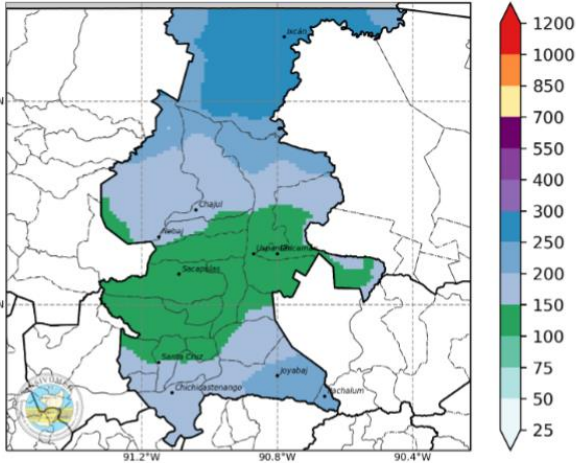 Ixcán
Chajul
Nebaj
Uspantán
Chicamán
Sacapulas
Santa Cruz
Joyabaj
Pachalum
Chichicastenango
91.2°W
90.8°W
90.4°W
1200
1000
850
700
550
400
300
250
200
150
100
75
50
25